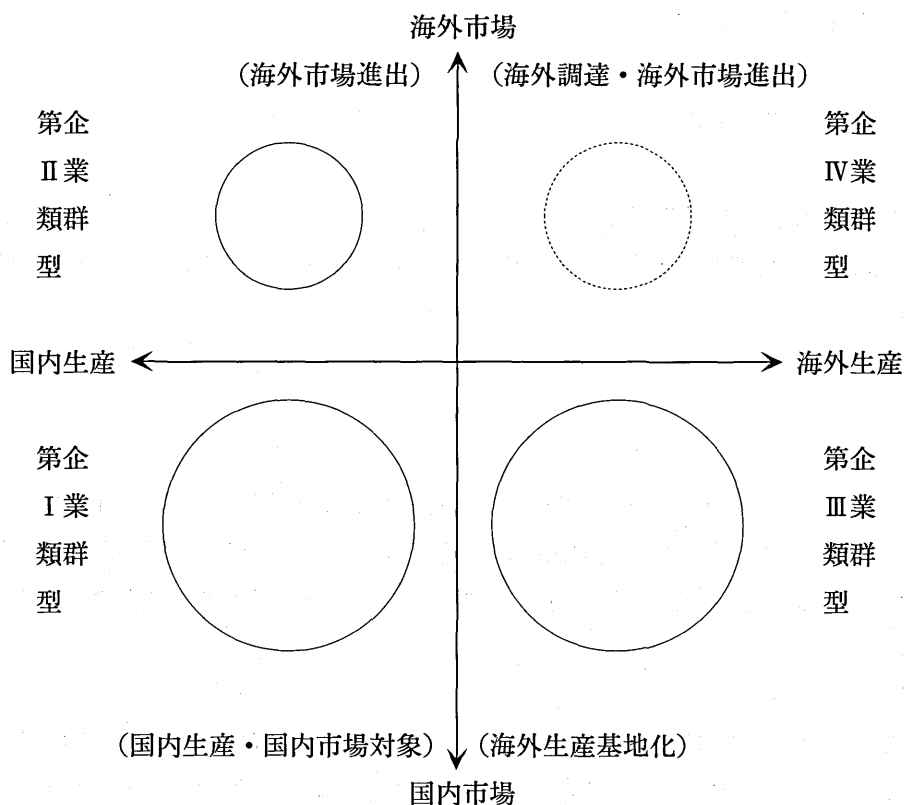 海外市場
（海外市場進出）
（海外調達・海外市場進出）
第Ⅱ類型
企業群
第Ⅳ類型
企業群
国内生産
海外生産
第Ⅰ類型
企業群
第Ⅲ類型
企業群
（国内生産・国内市場対象）
（海外生産基地化）
国内市場